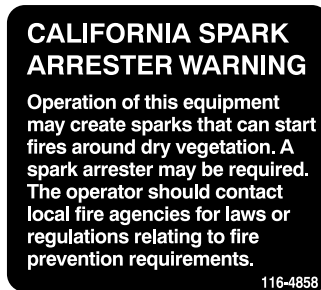 CALIFORNIA SPARK
ARRESTER WARNING
Operation of this equipment
may create sparks that can start
fires around dry vegetation. A
spark arrester may be required.
The operator should contact
local fire agencies for laws or
regulations relating to fire
prevention requirements.
116-4858